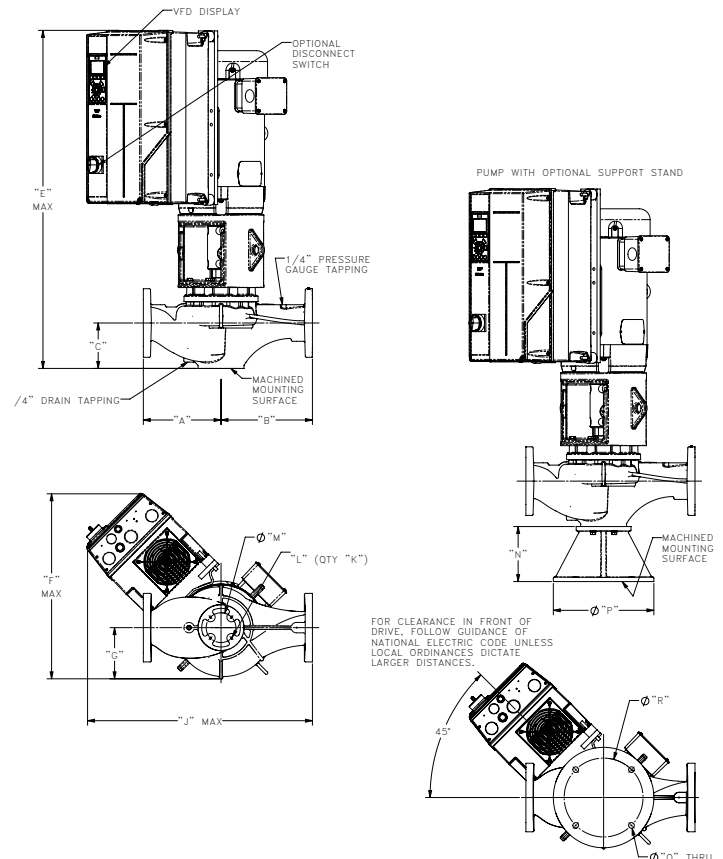 VFD DISPLAY
OPTIONAL
DISCONNECT
SWITCH
"E"
MAX
1/4" PRESSURE
GAUGE TAPPING
"C"
/4" DRAIN TAPPING
MACHINED
MOUNTING
SURFACE
"A"
"B"
PUMP WITH OPTIONAL SUPPORT STAND
"N"
MACHINED
MOUNTING
SURFACE
Ø "P"
"F"
MAX
Ø "M"
"L" (QTY "K")
"G"
"J" MAX
FOR CLEARANCE IN FRONT OF
DRIVE, FOLLOW GUIDANCE OF
NATIONAL ELECTRIC CODE UNLESS
LOCAL ORDINANCES DICTATE
LARGER DISTANCES.
45°
Ø "R"
Ø "Q" THRU